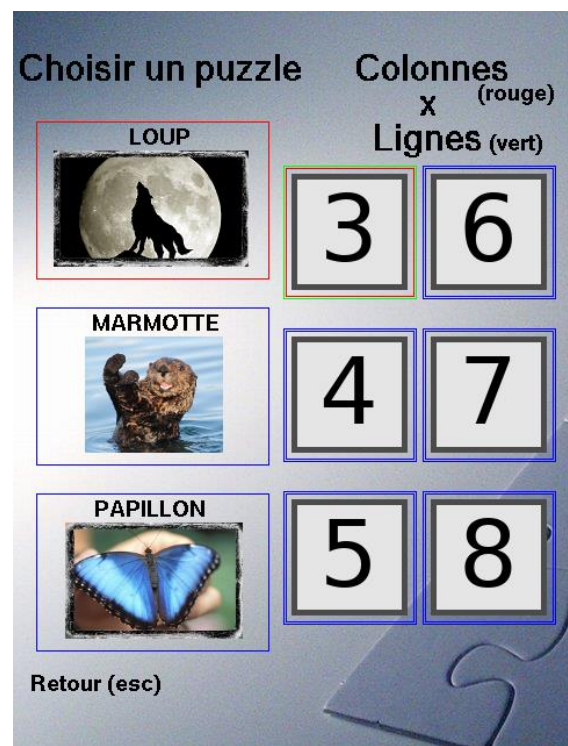 Choisir un puzzle
LOUP
MARMOTTE
PAPILLON
Retour (esc)
Colonnes
(rouge)
x
Lignes (vert)
3 6
4 7
5 8